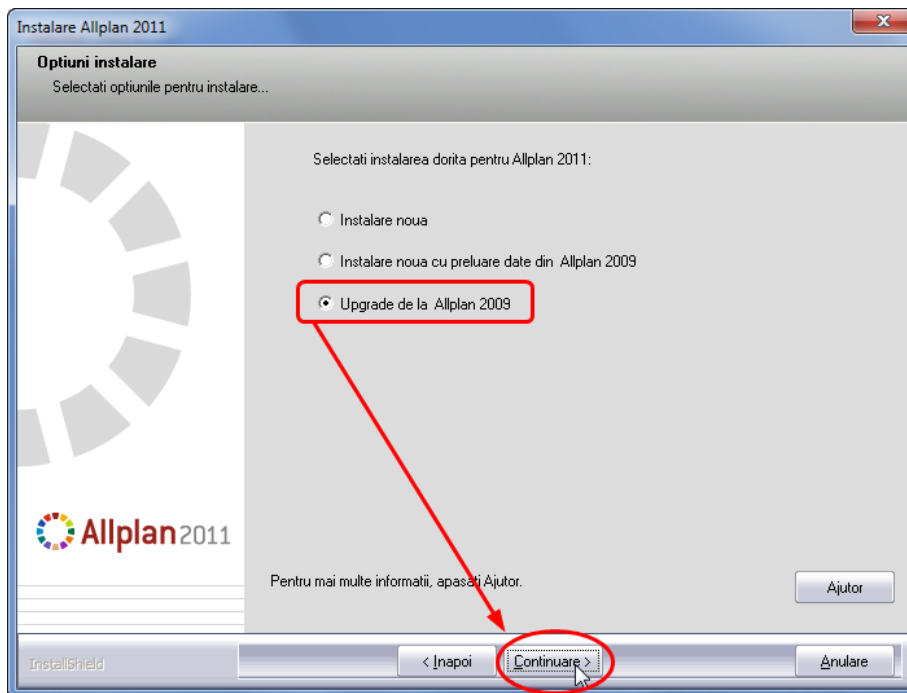 Instalare Allplan 2011
Optiuni instalare
Selectati optiunile pentru instalare...
Selectati instalarea dorita pentru Allplan 2011:
Instalare noua
Instalare noua cu preluare date din Allplan 2009
Upgrade de la Allplan 2009
Allplan 2011
Pentru mai multe informatii, apasati Ajutor.
Ajutor
InstallShield
< Inapoi
Continuare >
Anulare